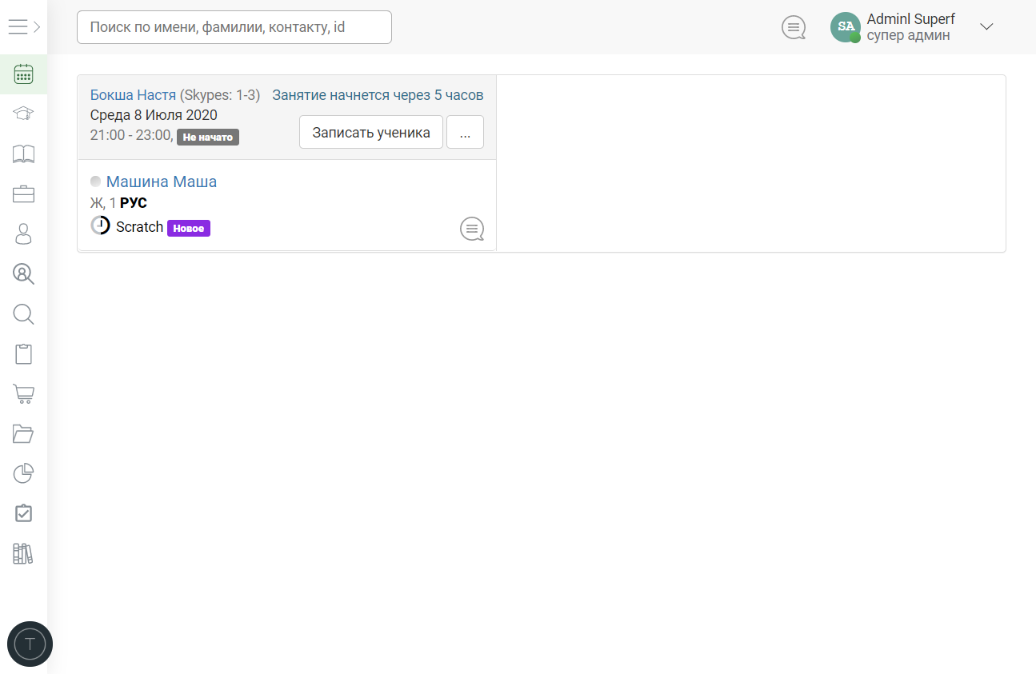 Поиск по имени, фамилии, контакту, id
SA
Adminl Superf
супер админ
Бокша Настя (Skypes: 1-3) Занятие начнется через 5 часов
Среда 8 Июля 2020
21:00 - 23:00, Не начато
Записать ученика
...
Машина Маша
Ж, 1 РУС
Scratch Новое
T